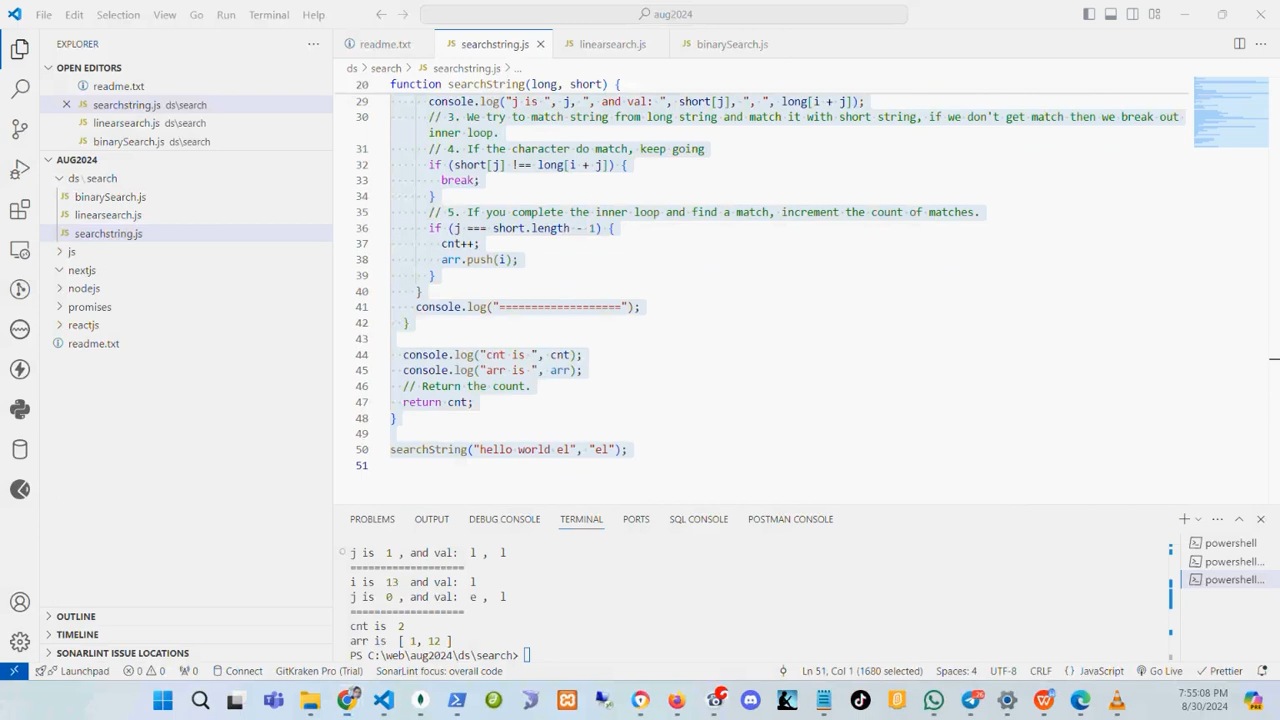 File Edit Selection View Go Run Terminal Help
aug2024
EXPLORER
OPEN EDITORS
readme.txt
searchstring.js ds\search
linearsearch.js ds\search
binarySearch.js ds\search
AUG2024
ds\search
binarySearch.js
linearsearch.js
searchstring.js
js
nextjs
nodejs
promises
reactjs
readme.txt
OUTLINE
TIMELINE
SONARLINT ISSUE LOCATIONS
readme.txt
JS searchstring.js
JS linearsearch.js
JS binarySearch.js
ds > search > JS searchstring.js > ...
20 function searchString(long, short) {
29 console.log("j is ", j, ", and val: ", short[j], ", ", long[i + j]);
30 // 3. We try to match string from long string and match it with short string, if we don't get match then we break out
inner loop.
31 // 4. If the character do match, keep going
32 if (short[j] !== long[i + j]) {
33 break;
34 }
35 // 5. If you complete the inner loop and find a match, increment the count of matches.
36 if (j === short.length - 1) {
37 cnt++;
38 arr.push(i);
39 }
40 }
41 console.log("===================");
42 }
43
44 console.log("cnt is ", cnt);
45 console.log("arr is ", arr);
46 // Return the count.
47 return cnt;
48 }
49
50 searchString("hello world el", "el");
51
PROBLEMS OUTPUT DEBUG CONSOLE TERMINAL PORTS SQL CONSOLE POSTMAN CONSOLE
j is 1 , and val: l , l
===================
i is 13 and val: l
j is 0 , and val: e , l
===================
cnt is 2
arr is [ 1, 12 ]
PS C:\web\aug2024\ds\search>
powershell
powershell...
powershell...
Launchpad 0 0 0 Connect GitKraken Pro (Trial) SonarLint focus: overall code Ln 51, Col 1 (1680 selected) Spaces: 4 UTF-8 CRLF {} JavaScript Go Live Prettier
7:55:08 PM
8/30/2024